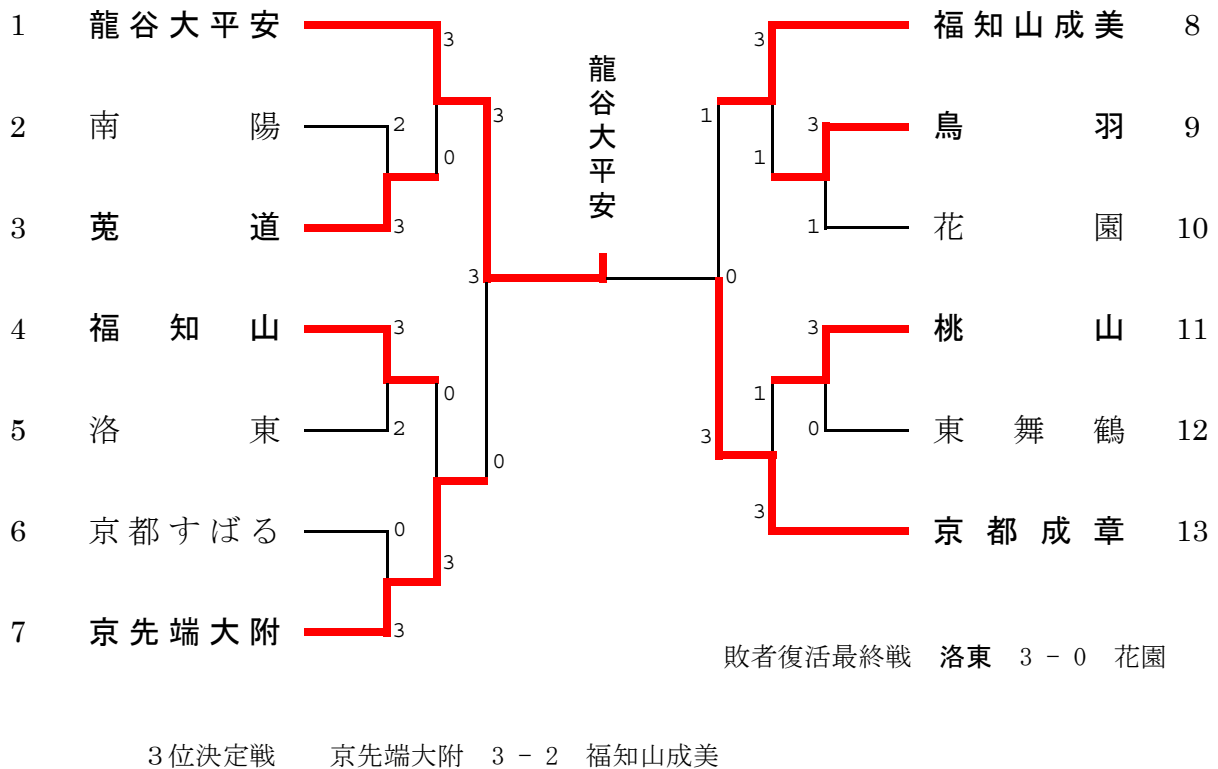 1 龍谷大平安 3 3 福知山成美 8
龍谷大平安
3 1
2 南陽 2 3 鳥羽 9
0 1
3 菟道 3 1 花園 10
3 0
4 福知山 3 3 桃山 11
0 1
5 洛東 2 0 東舞鶴 12
3
0
3
6 京都すばる 0 京都成章 13
3
7 京先端大附 3
敗者復活最終戦 洛東 3 - 0 花園
3位決定戦 京先端大附 3 - 2 福知山成美